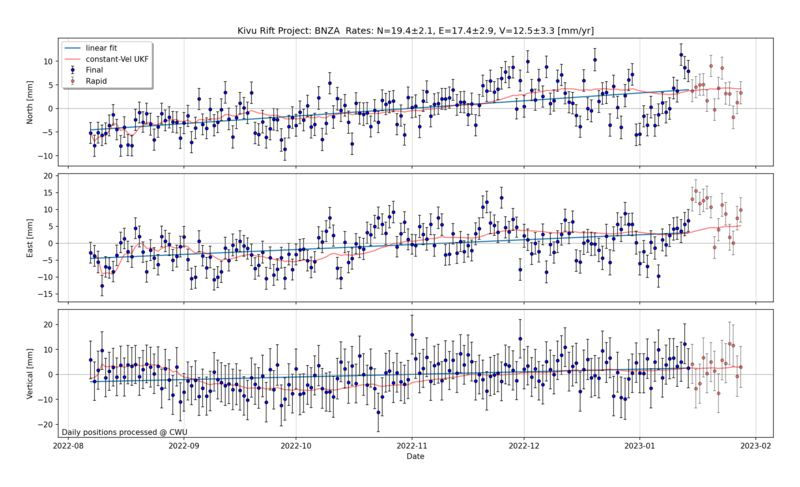 Kivu Rift Project: BNZA  Rates: N=19.4±2.1, E=17.4±2.9, V=12.5±3.3 [mm/yr]
linear fit
constant-Vel UKF
Final
Rapid
North [mm]
10
5
0
−5
−10
East [mm]
20
15
10
5
0
−5
−10
−15
Vertical [mm]
20
10
0
−10
−20
Daily positions processed @ CWU
2022-08 2022-09 2022-10 2022-11 2022-12 2023-01 2023-02
Date